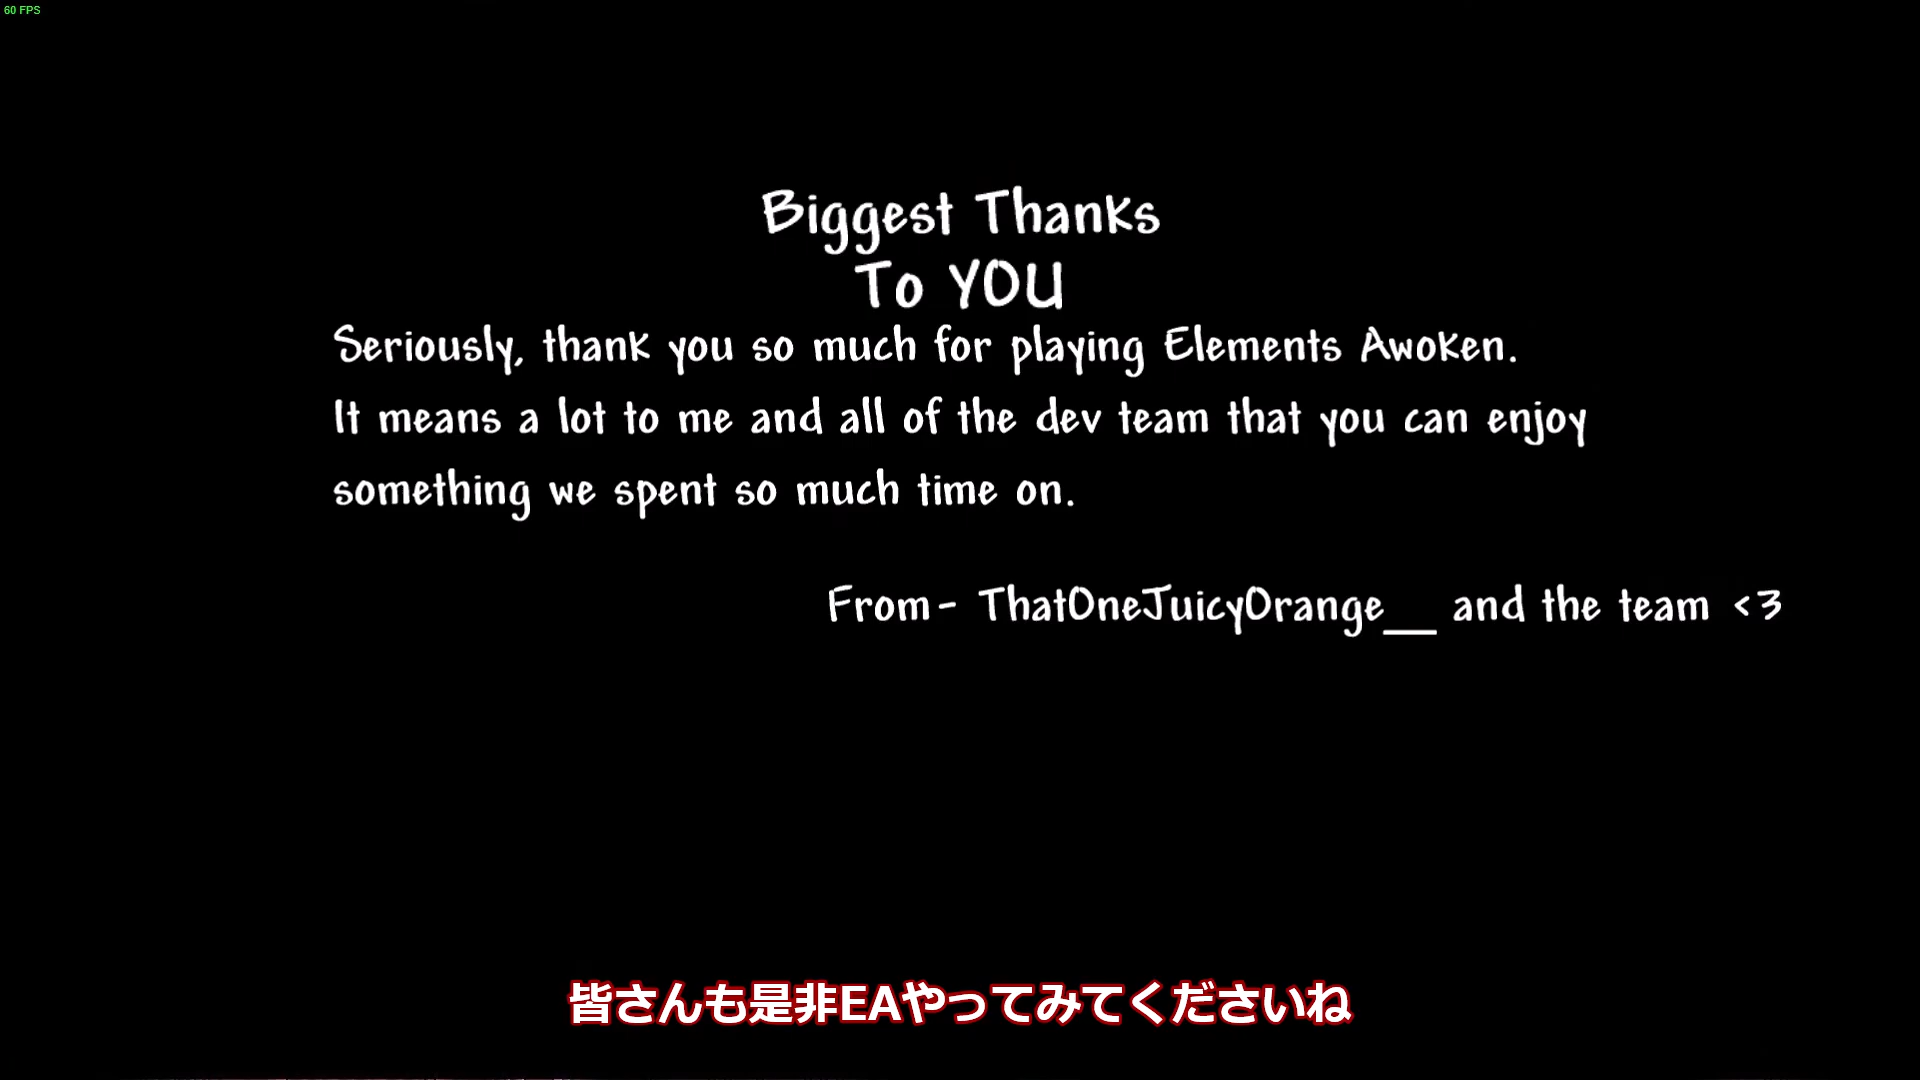 60 FPS
Biggest Thanks
To YOU
Seriously, thank you so much for playing Elements Awoken.
It means a lot to me and all of the dev team that you can enjoy
something we spent so much time on.
From- ThatOneJuicyOrange__ and the team <3
皆さんも是非EAやってみてくださいね